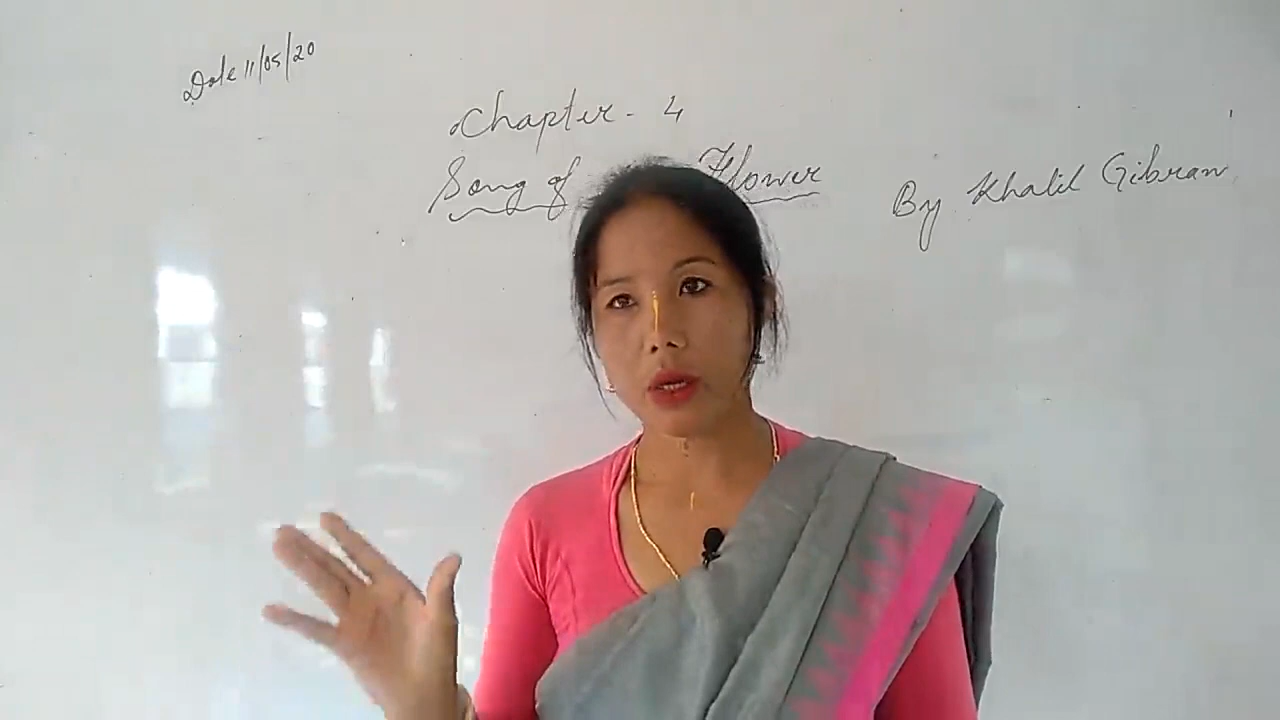 Date 11/05/20
Chapter - 4
Song of Flower
By Khalil Gibran